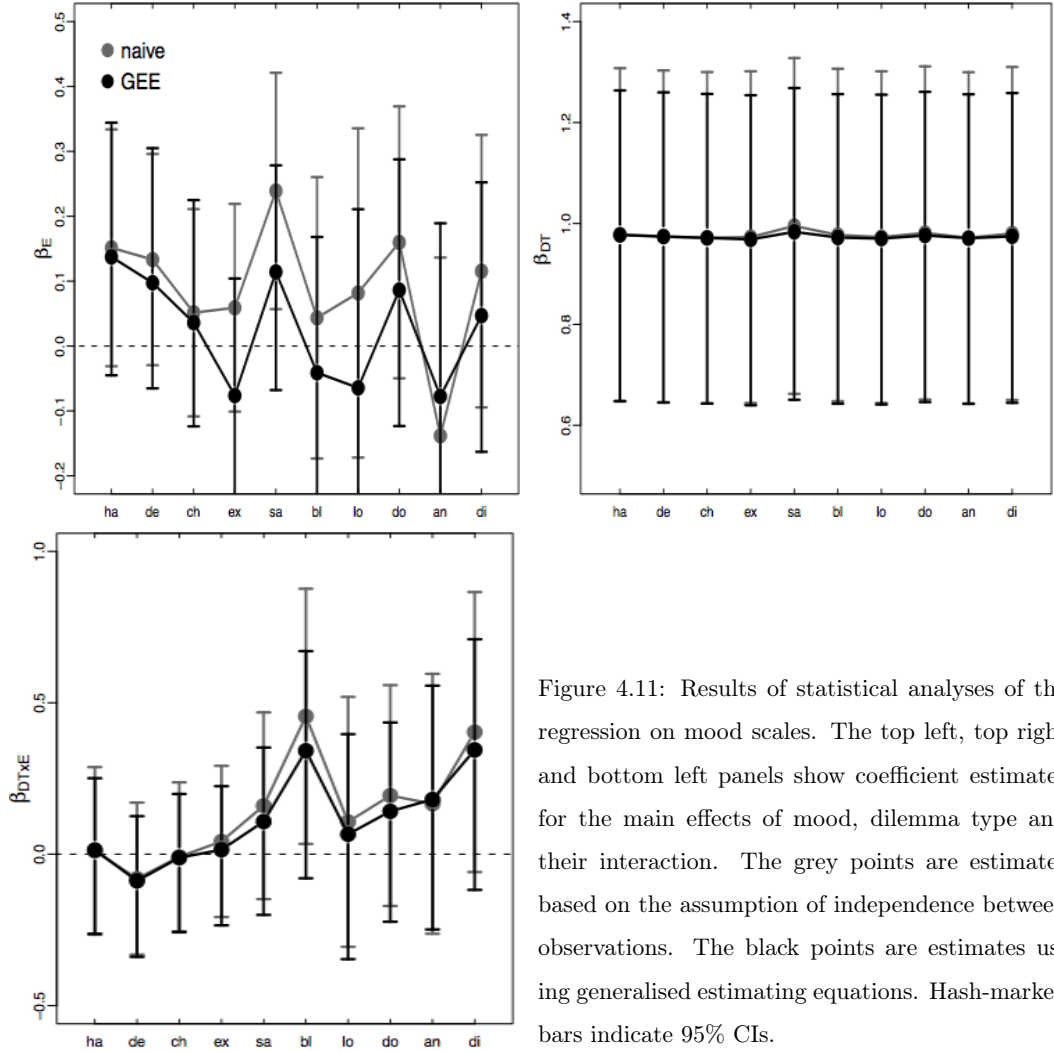 0.5
0.4
0.3
0.2
0.1
0.0
−0.1
−0.2
βE
naive
GEE
ha de ch ex sa bl lo do an di
1.4
1.2
1.0
0.8
0.6
βDT
ha de ch ex sa bl lo do an di
1.0
0.5
0.0
−0.5
βDTxE
ha de ch ex sa bl lo do an di
Figure 4.11: Results of statistical analyses of th
regression on mood scales. The top left, top righ
and bottom left panels show coefficient estimate
for the main effects of mood, dilemma type an
their interaction. The grey points are estimate
based on the assumption of independence betwee
observations. The black points are estimates us
ing generalised estimating equations. Hash-marke
bars indicate 95% CIs.